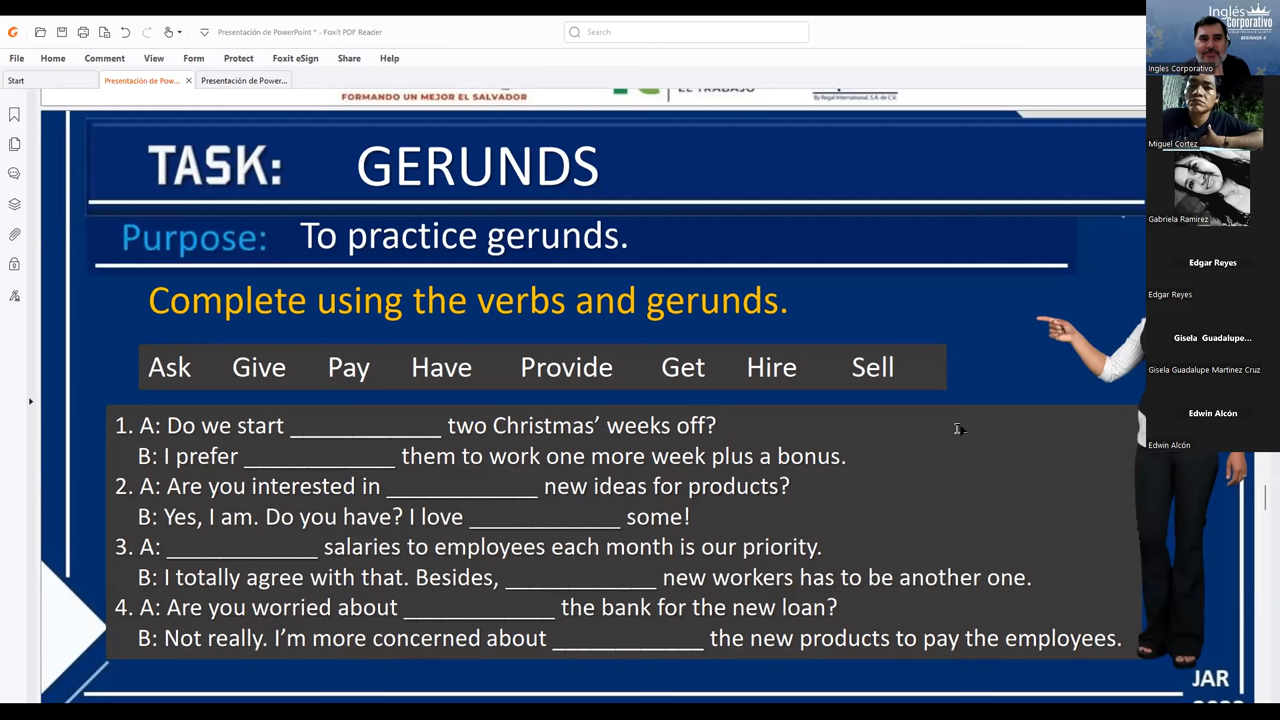 Presentación de PowerPoint * - Foxit PDF Reader
Search
File Home Comment View Form Protect Foxit eSign Share Help
Start Presentación de Pow... × Presentación de Power...
FORMANDO UN MEJOR EL SALVADOR
EL TRABAJO
By Regal International, S.A. de C.V.
TASK: GERUNDS
Purpose: To practice gerunds.
Complete using the verbs and gerunds.
Ask Give Pay Have Provide Get Hire Sell
1. A: Do we start _____________ two Christmas’ weeks off?
B: I prefer _____________ them to work one more week plus a bonus.
2. A: Are you interested in _____________ new ideas for products?
B: Yes, I am. Do you have? I love _____________ some!
3. A: _____________ salaries to employees each month is our priority.
B: I totally agree with that. Besides, _____________ new workers has to be another one.
4. A: Are you worried about _____________ the bank for the new loan?
B: Not really. I’m more concerned about _____________ the new products to pay the employees.
JAR
Inglés
Corporativo
BEGINNER 4
Ingles Corporativo
Miguel Cortez
Gabriela Ramirez
Edgar Reyes
Edgar Reyes
Gisela Guadalupe...
Gisela Guadalupe Martinez Cruz
Edwin Alcón
Edwin Alcón